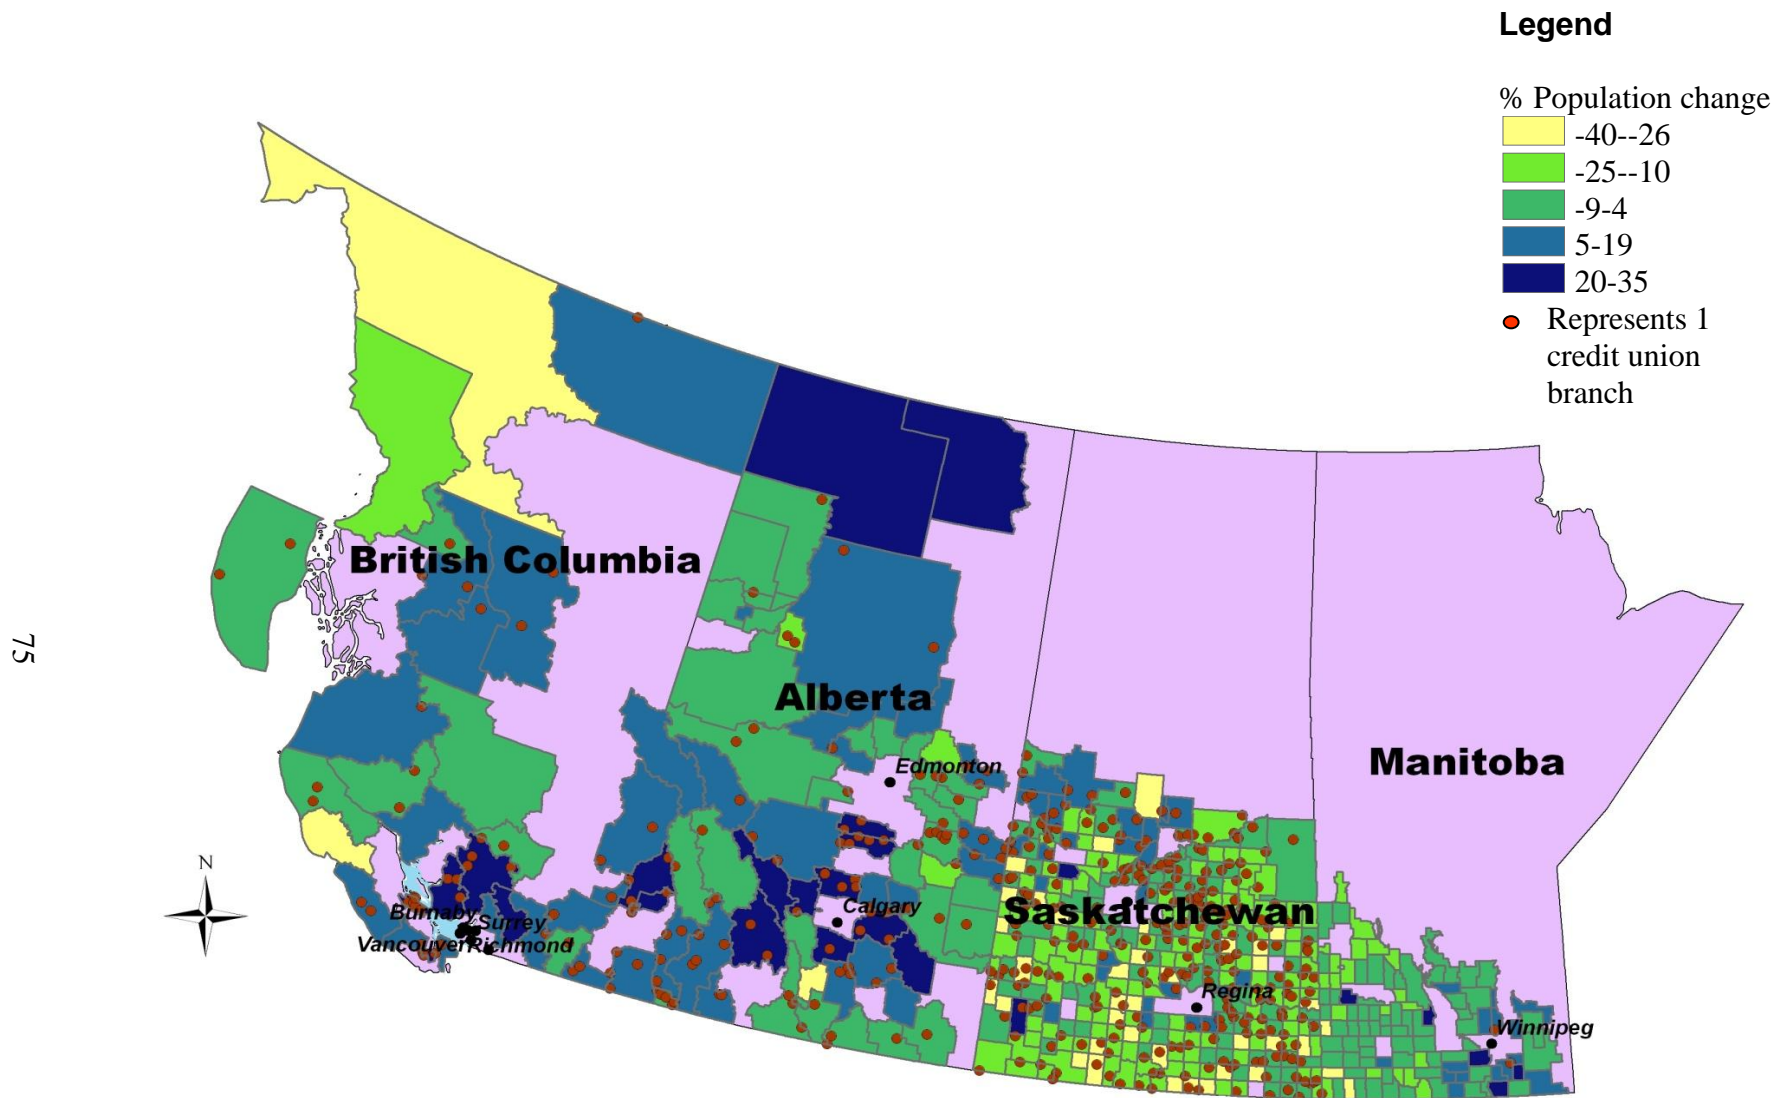 Legend
% Population change
-40--26
-25--10
-9-4
5-19
20-35
Represents 1
credit union
branch
N
British Columbia
Alberta
Manitoba
Edmonton
Saskatchewan
Calgary
Burnaby
Surrey
Vancouver
Richmond
Regina
Winnipeg
75